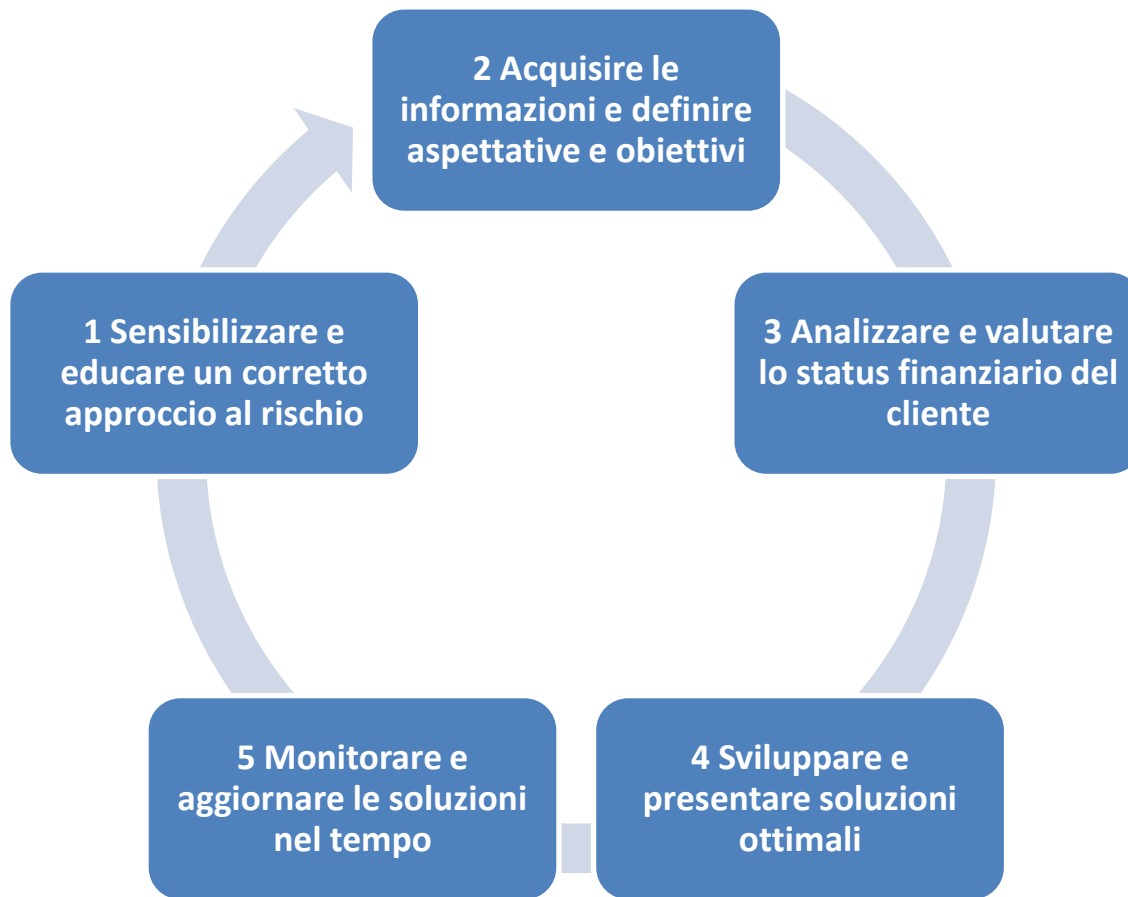 2 Acquisire le
informazioni e definire
aspettative e obiettivi
1 Sensibilizzare e
educare un corretto
approccio al rischio
3 Analizzare e valutare
lo status finanziario del
cliente
5 Monitorare e
aggiornare le soluzioni
nel tempo
4 Sviluppare e
presentare soluzioni
ottimali